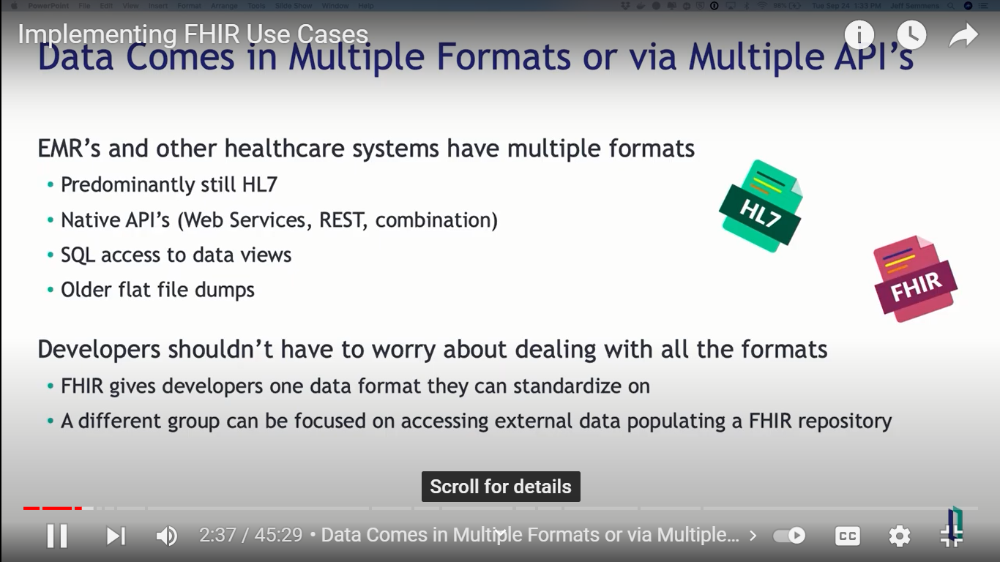 PowerPoint File Edit View Insert Format Arrange Tools Slide Show Window Help 98% Tue Sep 24 1:33 PM Jeff Semmens
Implementing FHIR Use Cases
Data Comes in Multiple Formats or via Multiple API's
EMR's and other healthcare systems have multiple formats
• Predominantly still HL7
• Native API's (Web Services, REST, combination)
• SQL access to data views
• Older flat file dumps
HL7
FHIR
Developers shouldn't have to worry about dealing with all the formats
• FHIR gives developers one data format they can standardize on
• A different group can be focused on accessing external data populating a FHIR repository
Scroll for details
2:37 / 45:29 • Data Comes in Multiple Formats or via Multiple... CC